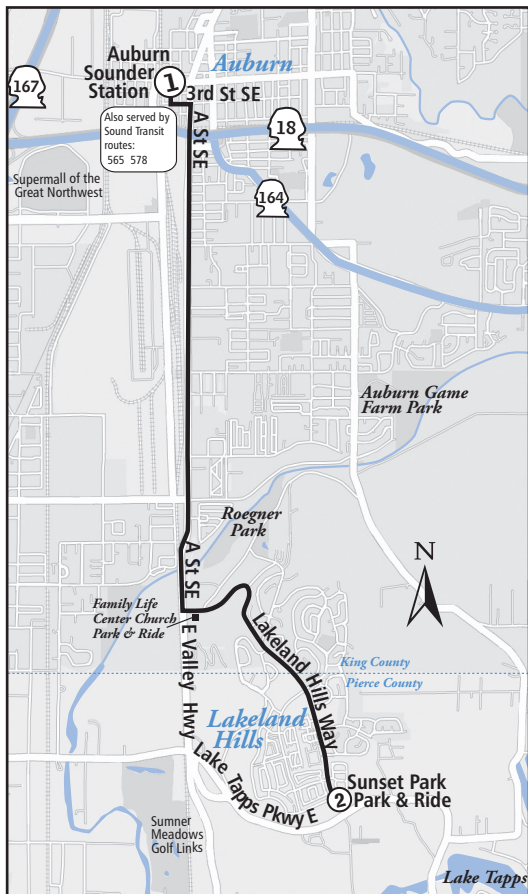 Auburn
Sounder
Station
1
3rd St SE
Auburn
167
Also served by
Sound Transit
routes:
565 578
A St SE
18
164
Supermall of the
Great Northwest
Auburn Game
Farm Park
Roegner
Park
N
A St SE
Family Life
Center Church
Park & Ride
E Valley Hwy
Lakeland Hills Way
King County
Pierce County
Lakeland
Hills
Lake Tapps Pkwy E
2
Sunset Park
Park & Ride
Sumner
Meadows
Golf Links
Lake Tapps